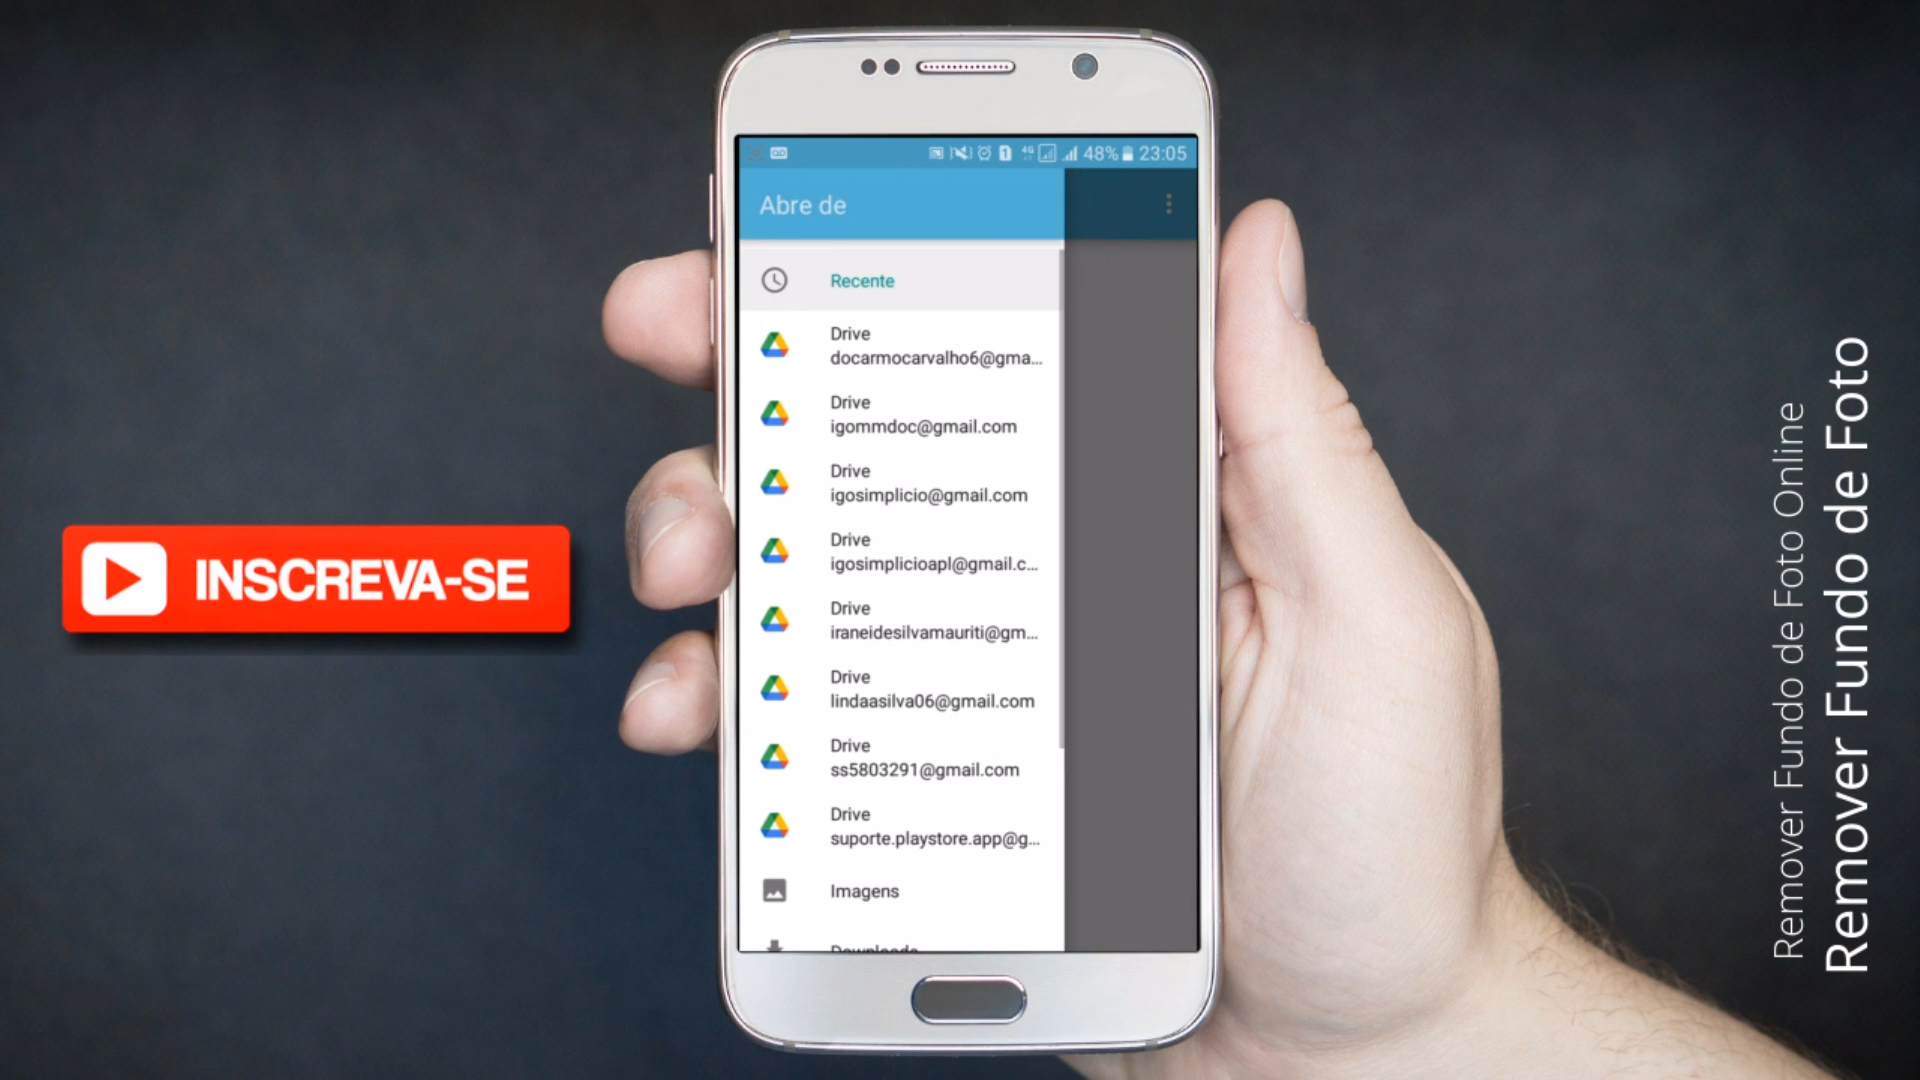 48% 23:05
Abre de
Recente
Drive
docarmocarvalho6@gma...
Drive
igommdoc@gmail.com
Drive
igosimplicio@gmail.com
Drive
igosimplicioapl@gmail.c...
Drive
iraneidesilvamauriti@gm...
Drive
lindaasilva06@gmail.com
Drive
ss5803291@gmail.com
Drive
suporte.playstore.app@g...
Imagens
Downloads
INSCREVA-SE
Remover Fundo de Foto Online
Remover Fundo de Foto